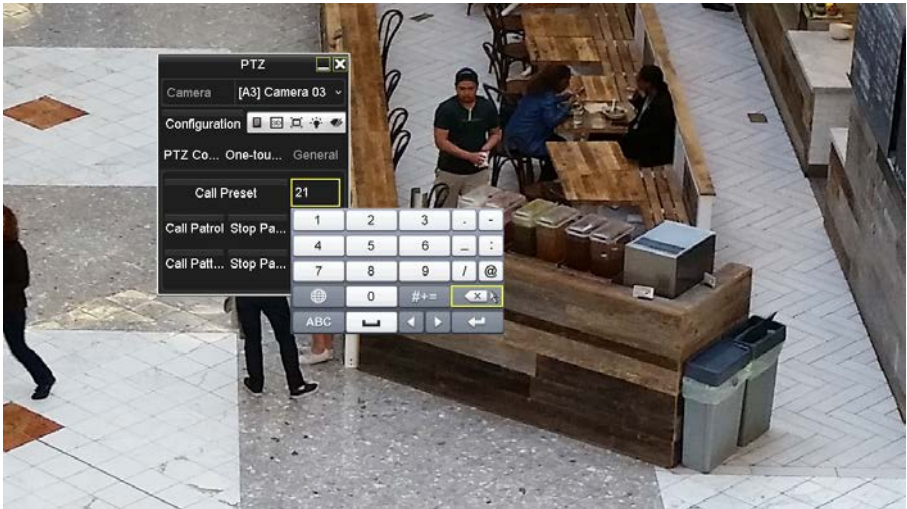 PTZ
Camera [A3] Camera 03
Configuration
PTZ Co... One-tou... General
Call Preset 21
Call Patrol Stop Pa...
Call Patt... Stop Pa...
1 2 3 . -
4 5 6 _ :
7 8 9 / @
0 #+=
ABC